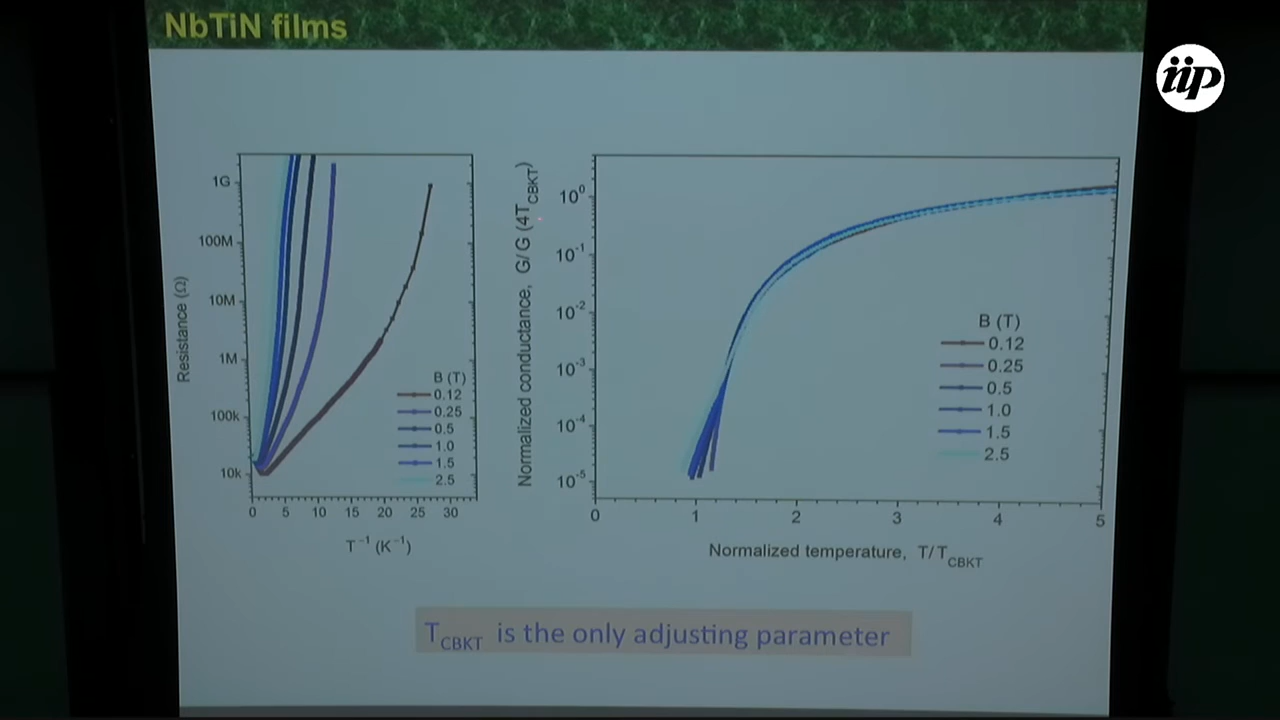 NbTiN films
iip
Resistance (Ω)
1G
100M
10M
1M
100k
10k
0 5 10 15 20 25 30
T⁻¹ (K⁻¹)
B (T)
0.12
0.25
0.5
1.0
1.5
2.5
Normalized conductance, G/G (4T_CBKT)
10⁰
10⁻¹
10⁻²
10⁻³
10⁻⁴
10⁻⁵
0 1 2 3 4 5
Normalized temperature, T/T_CBKT
B (T)
0.12
0.25
0.5
1.0
1.5
2.5
T_CBKT is the only adjusting parameter